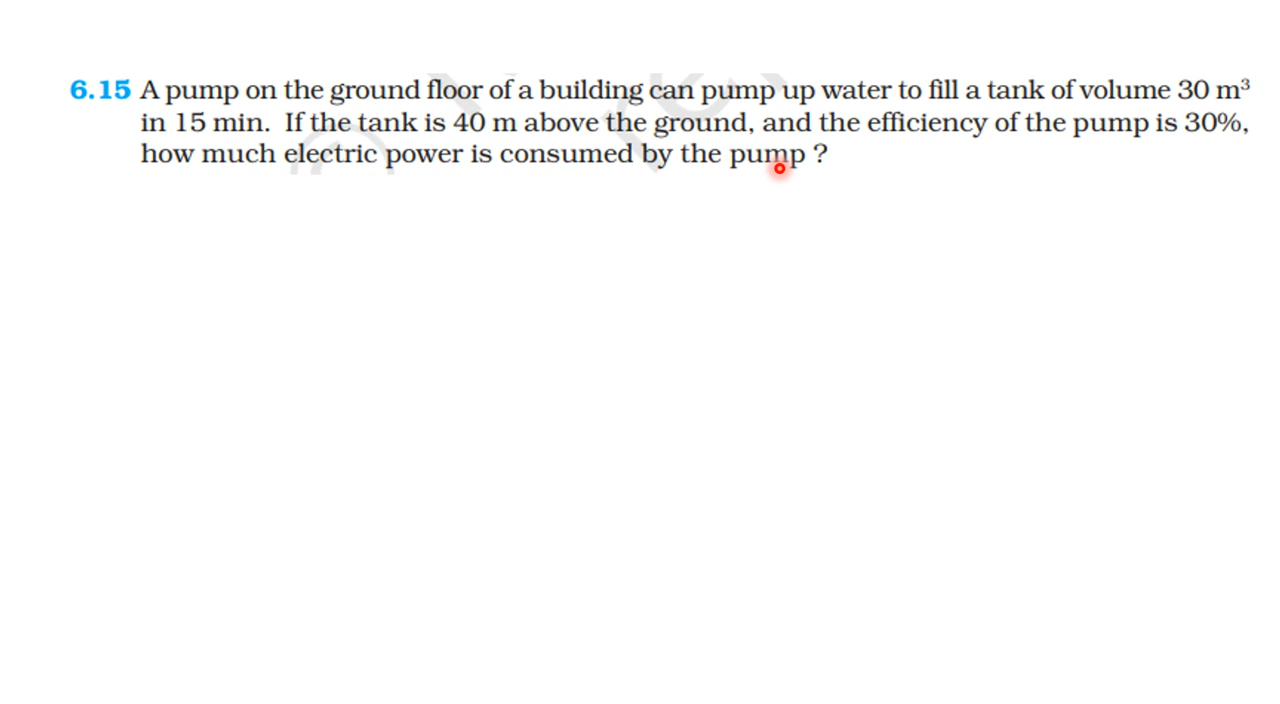 6.15 A pump on the ground floor of a building can pump up water to fill a tank of volume 30 m³
in 15 min. If the tank is 40 m above the ground, and the efficiency of the pump is 30%,
how much electric power is consumed by the pump ?